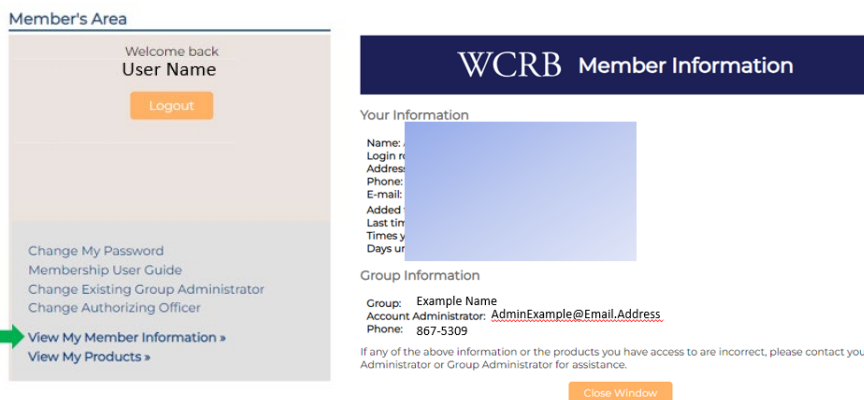 Member's Area
Welcome back
User Name
Logout
Change My Password
Membership User Guide
Change Existing Group Administrator
Change Authorizing Officer
View My Member Information »
View My Products »
WCRB Member Information
Your Information
Name:
Login
Phone:
E-mail:
Added
Last
Times
Days
Group Information
Group: Example Name
Account Administrator: AdminExample@Email.Address
Phone: 867-5309
If any of the above information or the products you have access to are incorrect, please contact
Administrator or Group Administrator for assistance.
Close Window